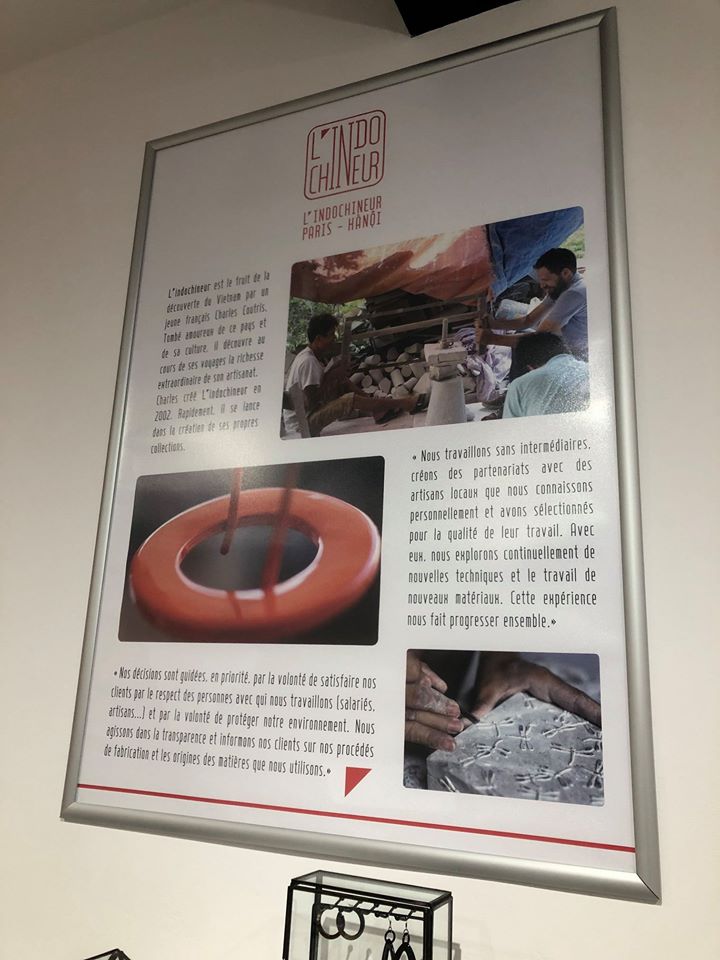 L'INDO
CHINEUR
L'INDOCHINEUR
PARIS - HÀNỘI
L'indochineur est le fruit de la
découverte du Vietnam par un
jeune français Charles Coutris.
Tombé amoureux de ce pays et
de sa culture, il découvre au
cours de ses voyages la richesse
extraordinaire de son artisanat.
Charles créé L'indochineur en
2002. Rapidement, il se lance
dans la création de ses propres
collections.
« Nous travaillons sans intermédiaires,
créons des partenariats avec des
artisans locaux que nous connaissons
personnellement et avons sélectionnés
pour la qualité de leur travail. Avec
eux, nous explorons continuellement de
nouvelles techniques et le travail de
nouveaux matériaux. Cette expérience
nous fait progresser ensemble.»
« Nos décisions sont guidées, en priorité, par la volonté de satisfaire nos
clients par le respect des personnes avec qui nous travaillons (salariés,
artisans...) et par la volonté de protéger notre environnement. Nous
agissons dans la transparence et informons nos clients sur nos procédés
de fabrication et les origines des matières que nous utilisons.»